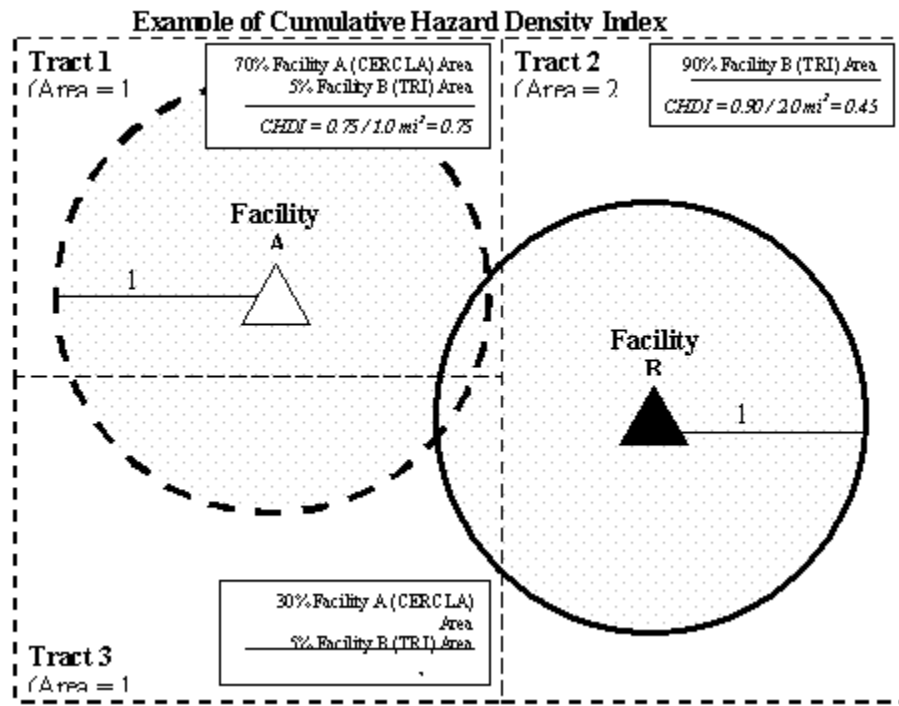 Example of Cumulative Hazard Density Index
Tract 1
(Area = 1
70% Facility A (CERCLA) Area
5% Facility B (TRI) Area
CHDI = 0.75 / 1.0 mi² = 0.75
Tract 2
(Area = 2
90% Facility B (TRI) Area
CHDI = 0.90 / 2.0 mi² = 0.45
Facility
A
1
Facility
B
1
30% Facility A (CERCLA)
Area
5% Facility B (TRI) Area
Tract 3
(Area = 1